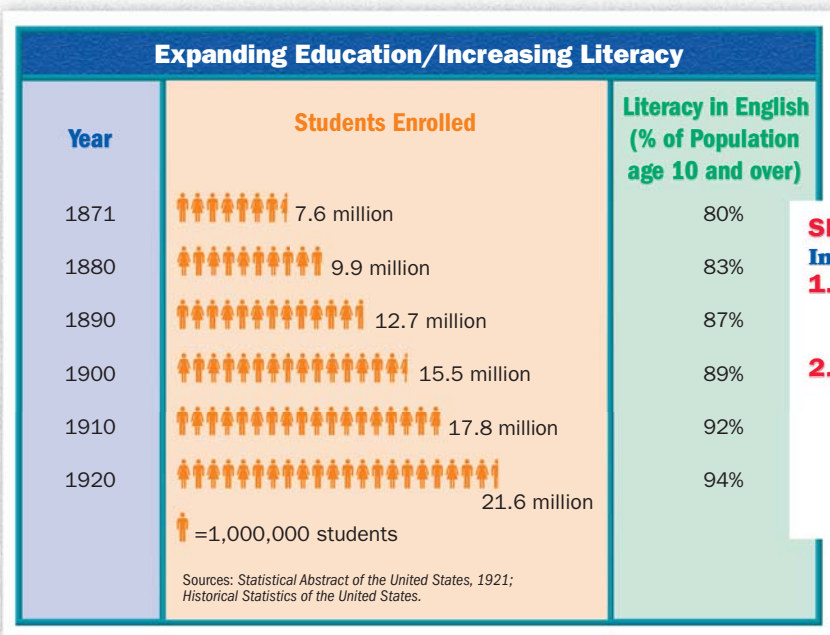 Expanding Education/Increasing Literacy
Year
Students Enrolled
Literacy in English
(% of Population
age 10 and over)
1871 7.6 million 80%
1880 9.9 million 83%
1890 12.7 million 87%
1900 15.5 million 89%
1910 17.8 million 92%
1920 21.6 million 94%
=1,000,000 students
Sources: Statistical Abstract of the United States, 1921;
Historical Statistics of the United States.
1.
2.